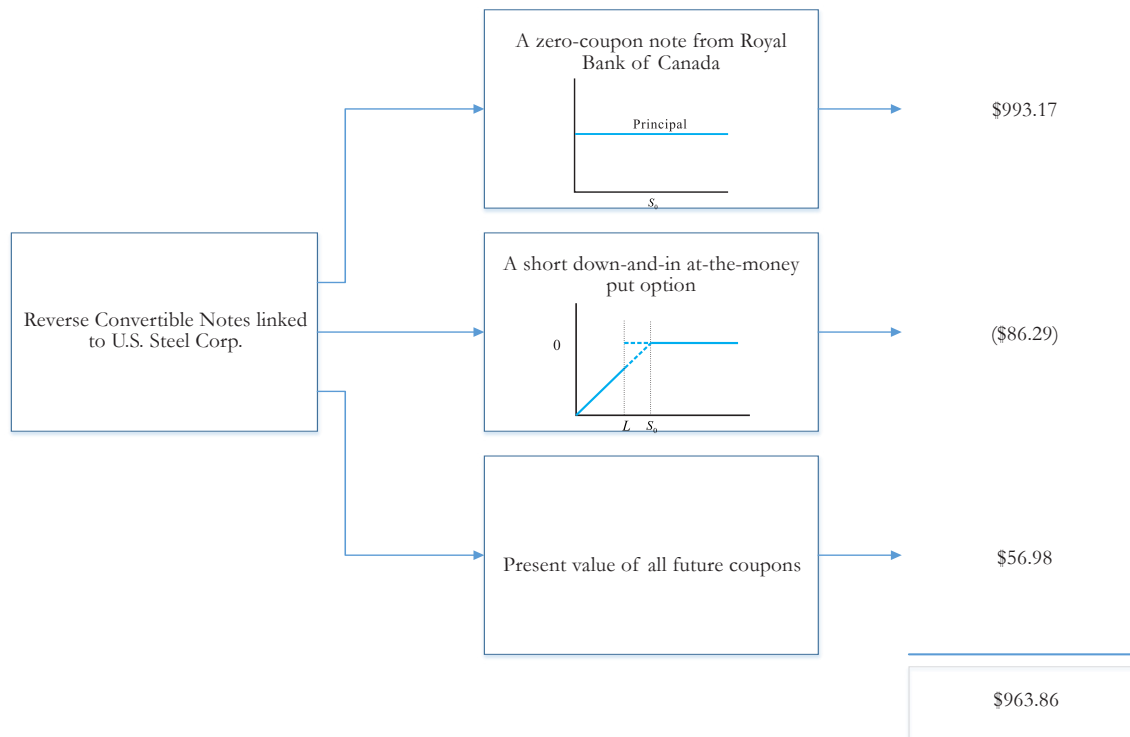 A zero-coupon note from Royal
Bank of Canada
Principal
S₀
$993.17
Reverse Convertible Notes linked
to U.S. Steel Corp.
A short down-and-in at-the-money
put option
0
L S₀
($86.29)
Present value of all future coupons
$56.98
$963.86